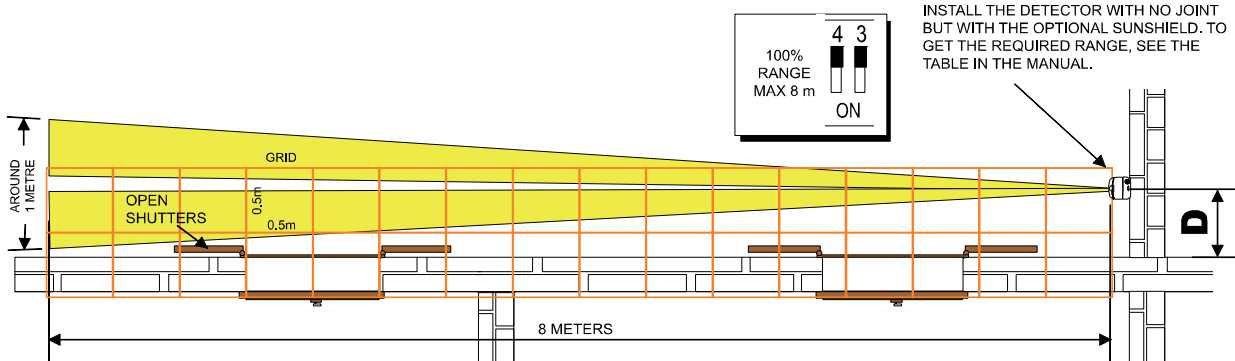 INSTALL THE DETECTOR WITH NO JOINT
BUT WITH THE OPTIONAL SUNSHIELD. TO
GET THE REQUIRED RANGE, SEE THE
TABLE IN THE MANUAL.
4 3
100%
RANGE
MAX 8 m
ON
AROUND
1 METRE
GRID
OPEN
SHUTTERS
0.5m
0.5m
D
8 METERS